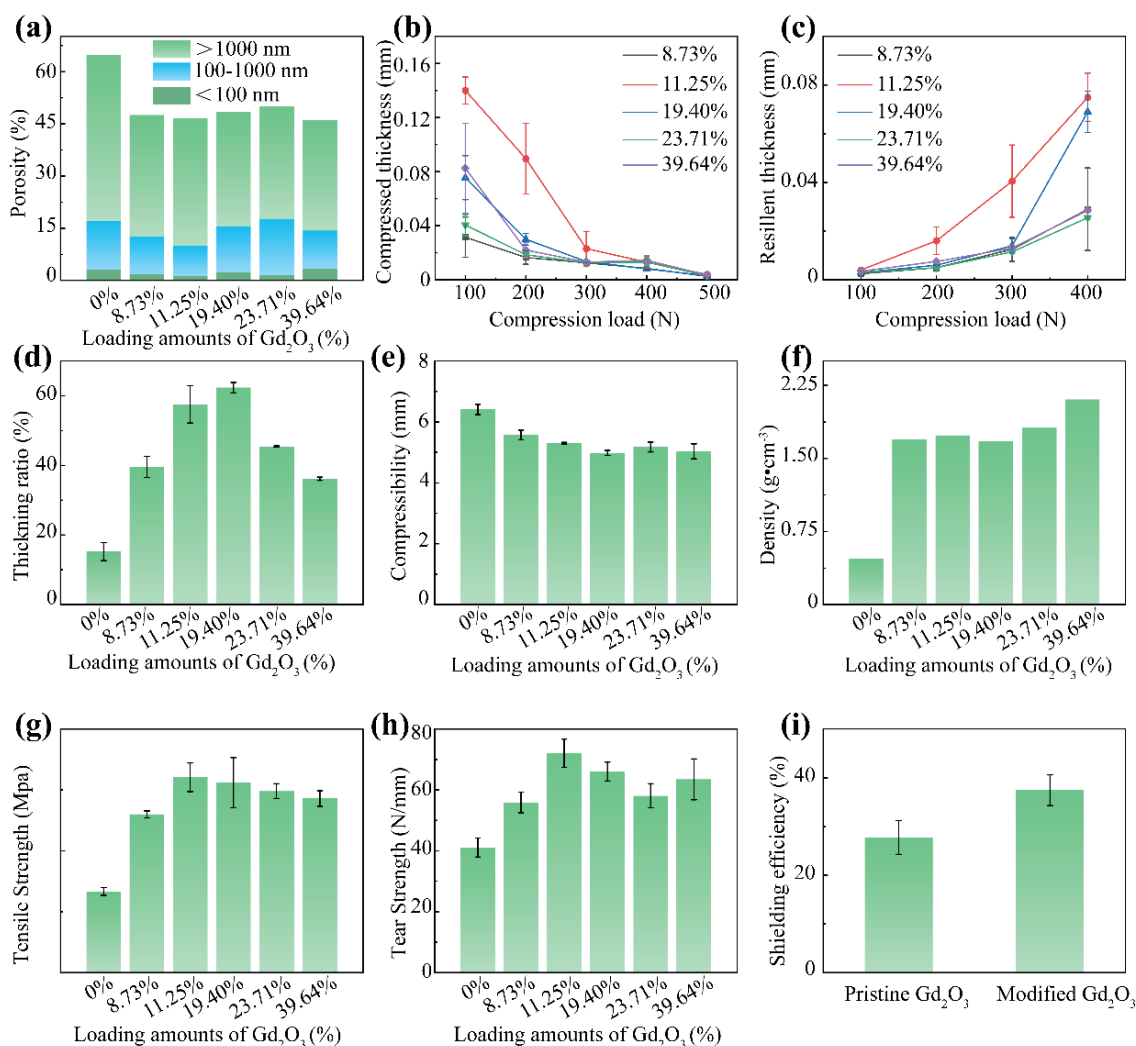 (a)
60
45
30
15
0
Porosity (%)
>1000 nm
100-1000 nm
<100 nm
0%
8.73%
11.25%
19.40%
23.71%
39.64%
Loading amounts of Gd₂O₃ (%)
(b)
0.16
0.12
0.08
0.04
0
Compressed thickness (mm)
8.73%
11.25%
19.40%
23.71%
39.64%
100 200 300 400 500
Compression load (N)
(c)
0.08
0.04
0
Resillent thickness (mm)
8.73%
11.25%
19.40%
23.71%
39.64%
100 200 300 400
Compression load (N)
(d)
60
40
20
0
Thickning ratio (%)
0%
8.73%
11.25%
19.40%
23.71%
39.64%
Loading amounts of Gd₂O₃ (%)
(e)
8
6
4
2
0
Compressibility (mm)
0%
8.73%
11.25%
19.40%
23.71%
39.64%
Loading amounts of Gd₂O₃ (%)
(f)
2.25
1.50
0.75
0
Density (g•cm⁻³)
0%
8.73%
11.25%
19.40%
23.71%
39.64%
Loading amounts of Gd₂O₃ (%)
(g)
Tensile Strength (Mpa)
0%
8.73%
11.25%
19.40%
23.71%
39.64%
Loading amounts of Gd₂O₃ (%)
(h)
80
60
40
20
0
Tear Strength (N/mm)
0%
8.73%
11.25%
19.40%
23.71%
39.64%
Loading amounts of Gd₂O₃ (%)
(i)
40
20
0
Shielding efficiency (%)
Pristine Gd₂O₃ Modified Gd₂O₃